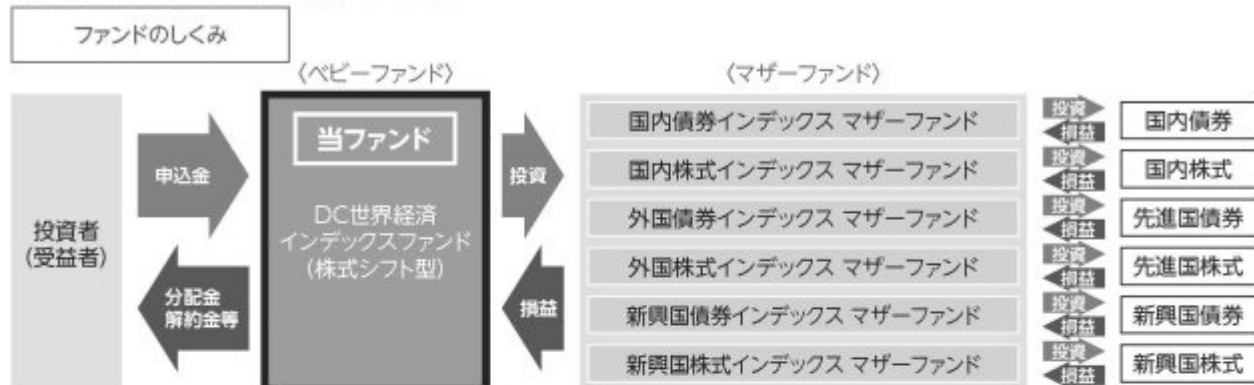 ファンドのしくみ
〈ベビーファンド〉
〈マザーファンド〉
投資者
(受益者)
申込金
分配金
解約金等
当ファンド
DC世界経済
インデックスファンド
(株式シフト型)
投資
損益
国内債券インデックス マザーファンド
投資
損益
国内債券
国内株式インデックス マザーファンド
投資
損益
国内株式
外国債券インデックス マザーファンド
投資
損益
先進国債券
外国株式インデックス マザーファンド
投資
損益
先進国株式
新興国債券インデックス マザーファンド
投資
損益
新興国債券
新興国株式インデックス マザーファンド
投資
損益
新興国株式